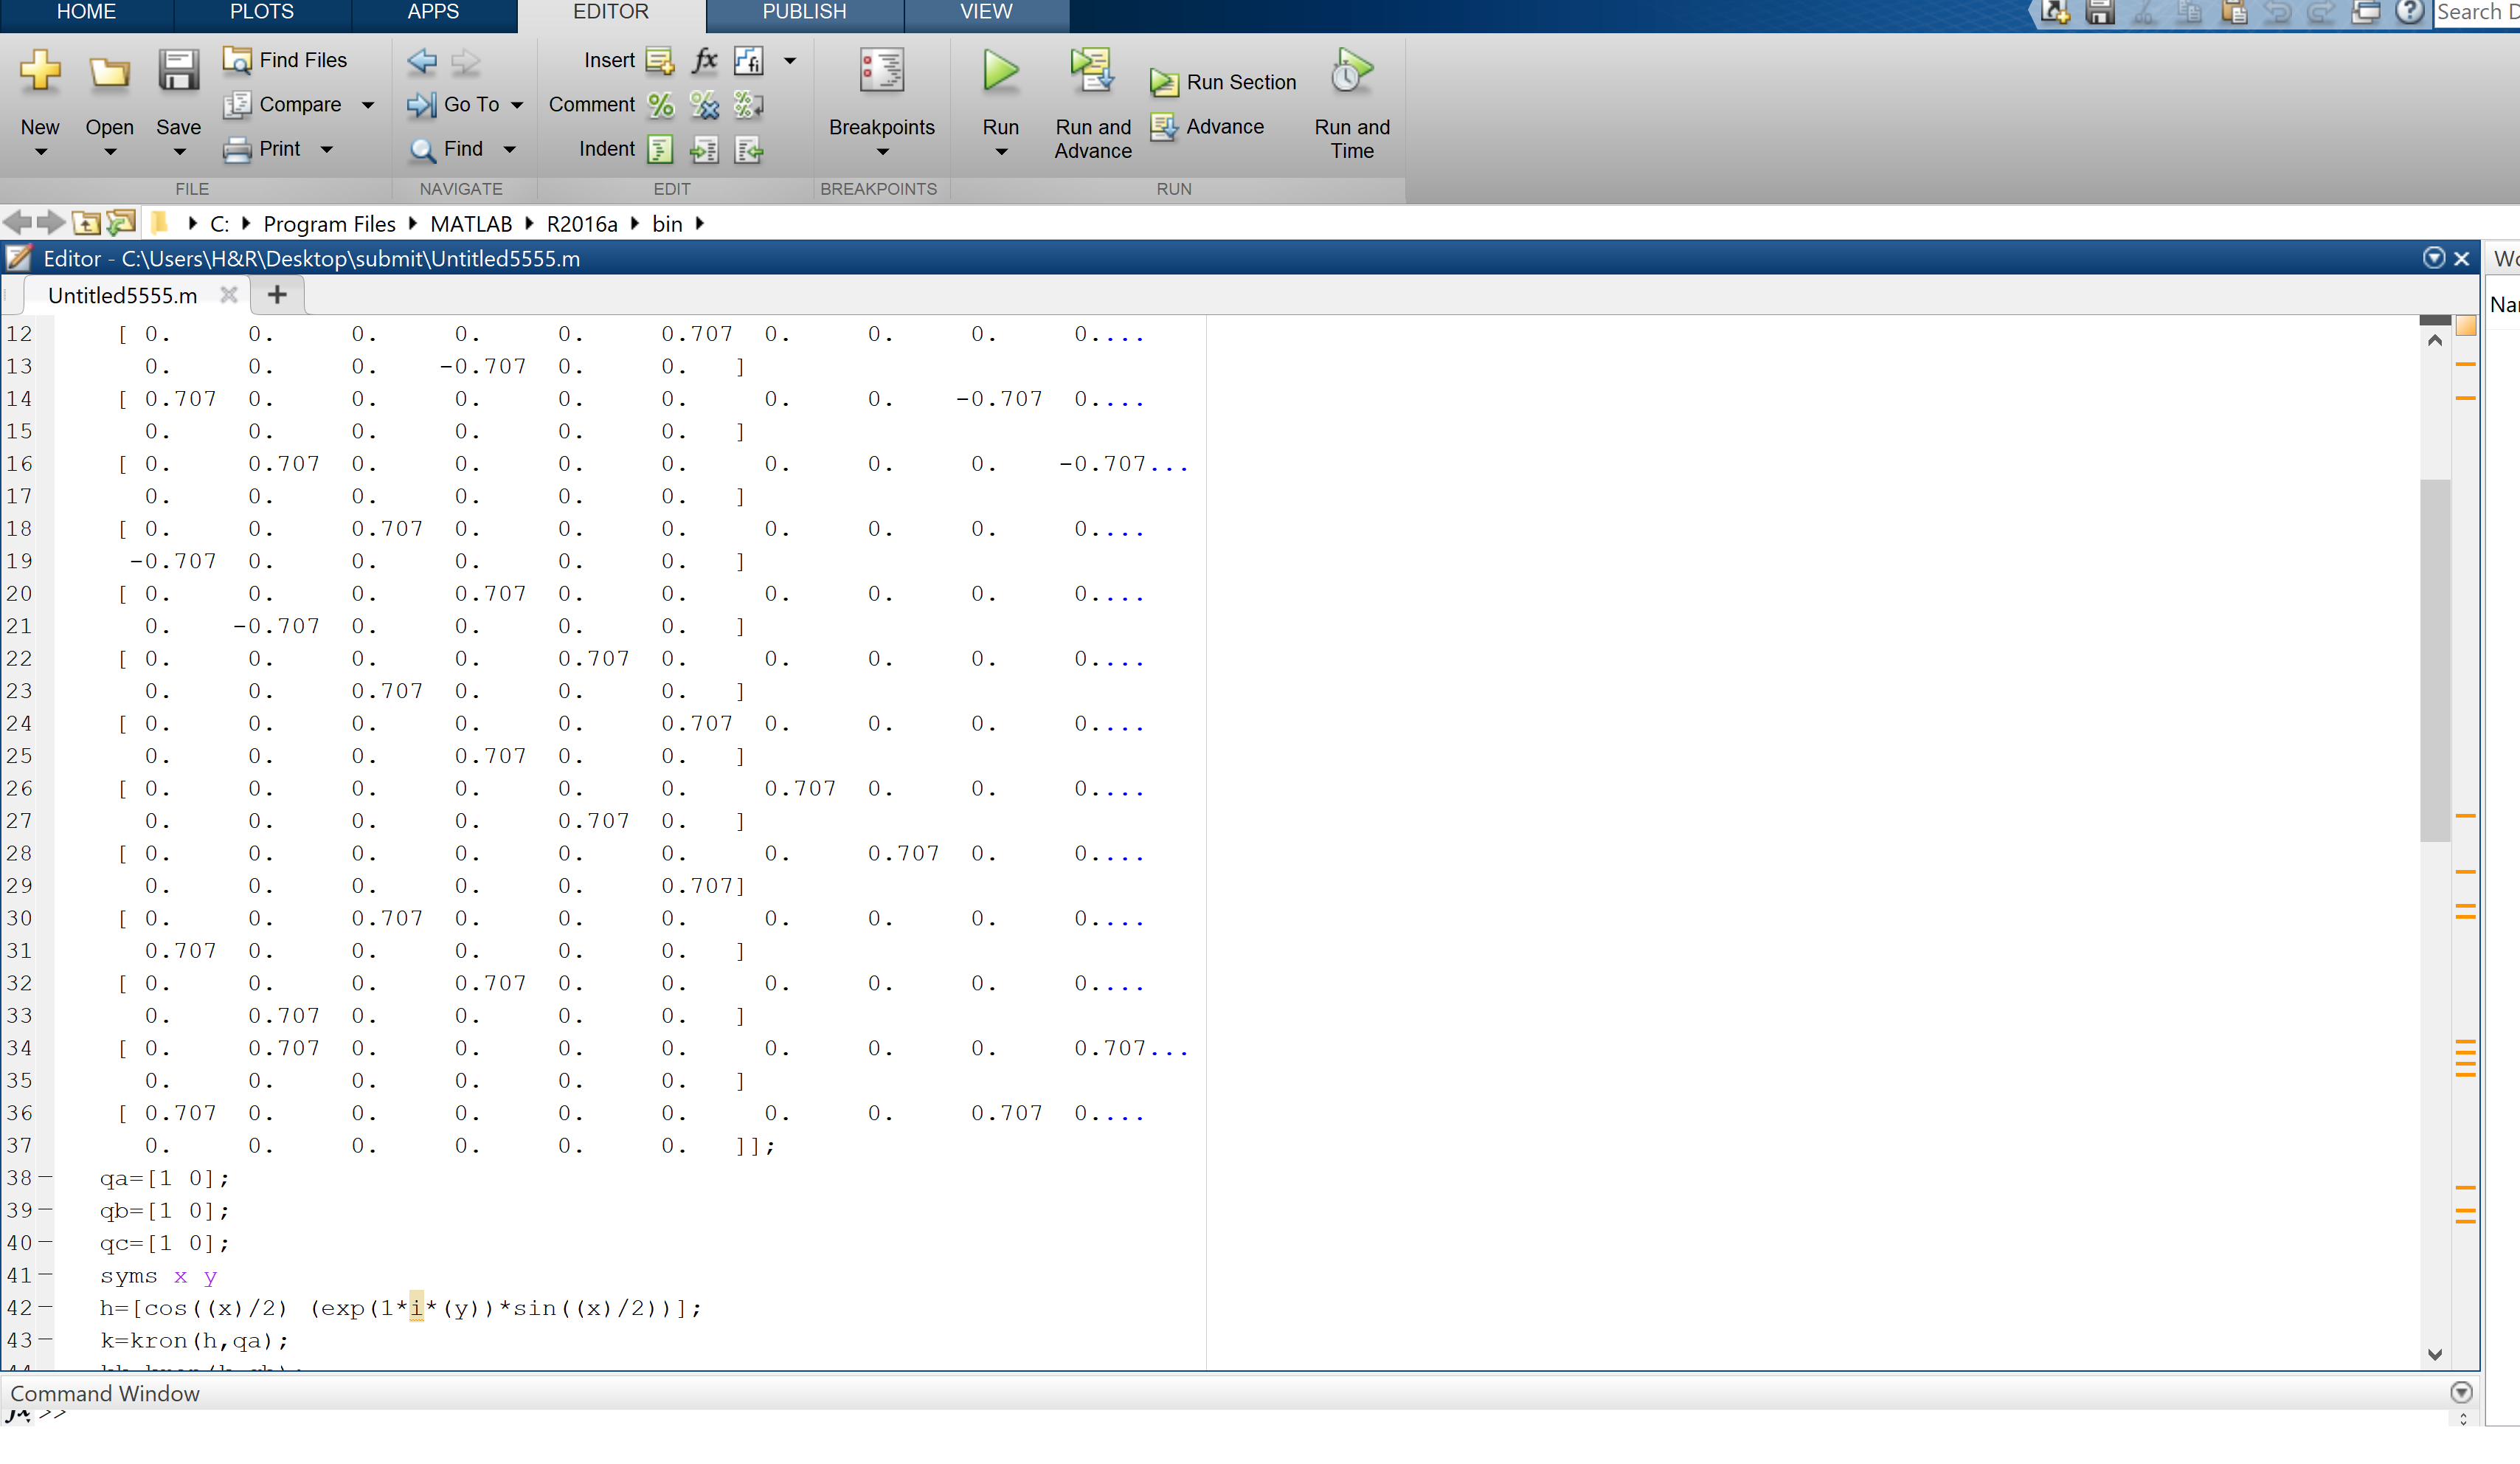 HOME PLOTS APPS EDITOR PUBLISH VIEW Search D
Find Files
Insert fx fi
Run Section
Compare Go To Comment
New Open Save Breakpoints Run Run and Advance Advance Run and Time
Print Find Indent
FILE NAVIGATE EDIT BREAKPOINTS RUN
C: Program Files MATLAB R2016a bin
Editor - C:\Users\H&R\Desktop\submit\Untitled5555.m
Untitled5555.m +
12 [ 0. 0. 0. 0. 0. 0.707 0. 0. 0. 0....
13 0. 0. 0. -0.707 0. 0. ]
14 [ 0.707 0. 0. 0. 0. 0. 0. 0. -0.707 0....
15 0. 0. 0. 0. 0. 0. ]
16 [ 0. 0.707 0. 0. 0. 0. 0. 0. 0. -0.707...
17 0. 0. 0. 0. 0. 0. ]
18 [ 0. 0. 0.707 0. 0. 0. 0. 0. 0. 0....
19 -0.707 0. 0. 0. 0. 0. ]
20 [ 0. 0. 0. 0.707 0. 0. 0. 0. 0. 0....
21 0. -0.707 0. 0. 0. 0. ]
22 [ 0. 0. 0. 0. 0.707 0. 0. 0. 0. 0....
23 0. 0. 0.707 0. 0. 0. ]
24 [ 0. 0. 0. 0. 0. 0.707 0. 0. 0. 0....
25 0. 0. 0. 0.707 0. 0. ]
26 [ 0. 0. 0. 0. 0. 0. 0.707 0. 0. 0....
27 0. 0. 0. 0. 0.707 0. ]
28 [ 0. 0. 0. 0. 0. 0. 0. 0.707 0. 0....
29 0. 0. 0. 0. 0. 0.707]
30 [ 0. 0. 0.707 0. 0. 0. 0. 0. 0. 0....
31 0.707 0. 0. 0. 0. 0. ]
32 [ 0. 0. 0. 0.707 0. 0. 0. 0. 0. 0....
33 0. 0.707 0. 0. 0. 0. ]
34 [ 0. 0.707 0. 0. 0. 0. 0. 0. 0. 0.707...
35 0. 0. 0. 0. 0. 0. ]
36 [ 0.707 0. 0. 0. 0. 0. 0. 0. 0.707 0....
37 0. 0. 0. 0. 0. 0. ]];
38 qa=[1 0];
39 qb=[1 0];
40 qc=[1 0];
41 syms x y
42 h=[cos((x)/2) (exp(1*i*(y))*sin((x)/2))];
43 k=kron(h,qa);
Command Window
fx >>